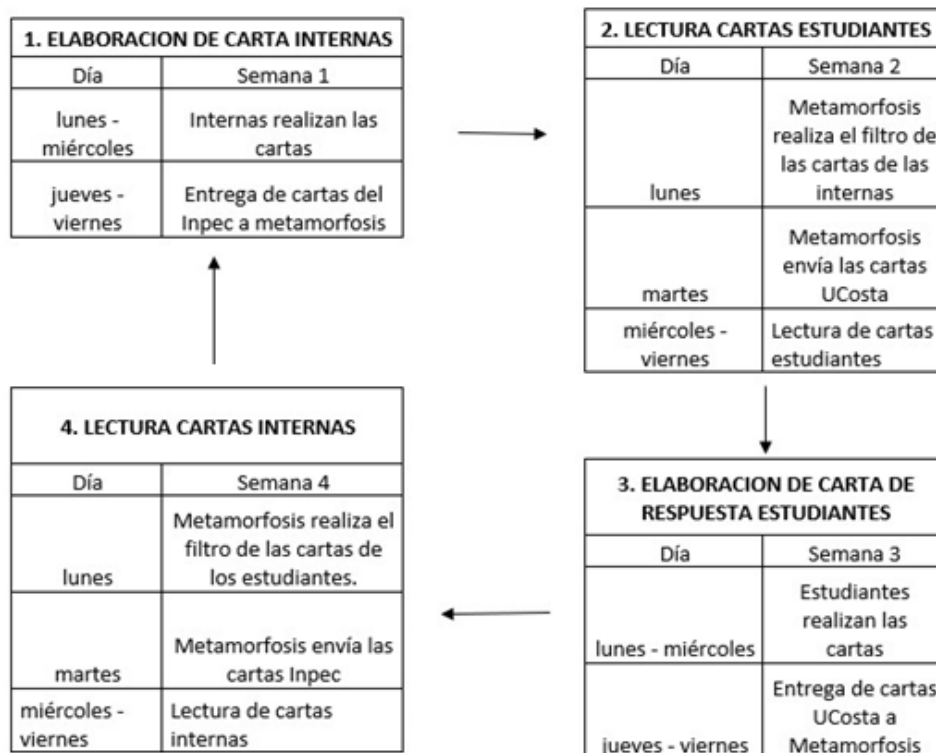 1. ELABORACION DE CARTA INTERNAS
Día
Semana 1
lunes -
miércoles
Internas realizan las
cartas
jueves -
viernes
Entrega de cartas del
Inpec a metamorfosis
2. LECTURA CARTAS ESTUDIANTES
Día
Semana 2
lunes
Metamorfosis
realiza el filtro de
las cartas de las
internas
martes
Metamorfosis
envía las cartas
UCosta
miércoles -
viernes
Lectura de cartas
estudiantes
3. ELABORACION DE CARTA DE
RESPUESTA ESTUDIANTES
Día
Semana 3
lunes - miércoles
Estudiantes
realizan las
cartas
jueves - viernes
Entrega de cartas
UCosta a
Metamorfosis
4. LECTURA CARTAS INTERNAS
Día
Semana 4
lunes
Metamorfosis realiza el
filtro de las cartas de
los estudiantes.
martes
Metamorfosis envía las
cartas Inpec
miércoles -
viernes
Lectura de cartas
internas